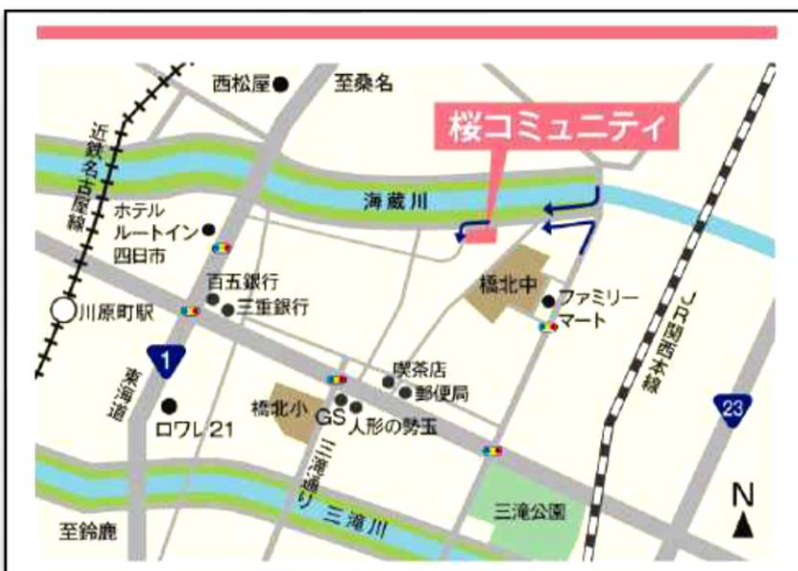 西松屋
至桑名
桜コミュニティ
近鉄名古屋線
海蔵川
ホテル
ルートイン
四日市
橋北中
ファミリー
マート
百五銀行
三重銀行
川原町駅
JR関西本線
1
喫茶店
郵便局
東海道
橋北小
GS
人形の勢玉
23
ロワレ21
三滝通り
三滝公園
N
三滝川
至鈴鹿